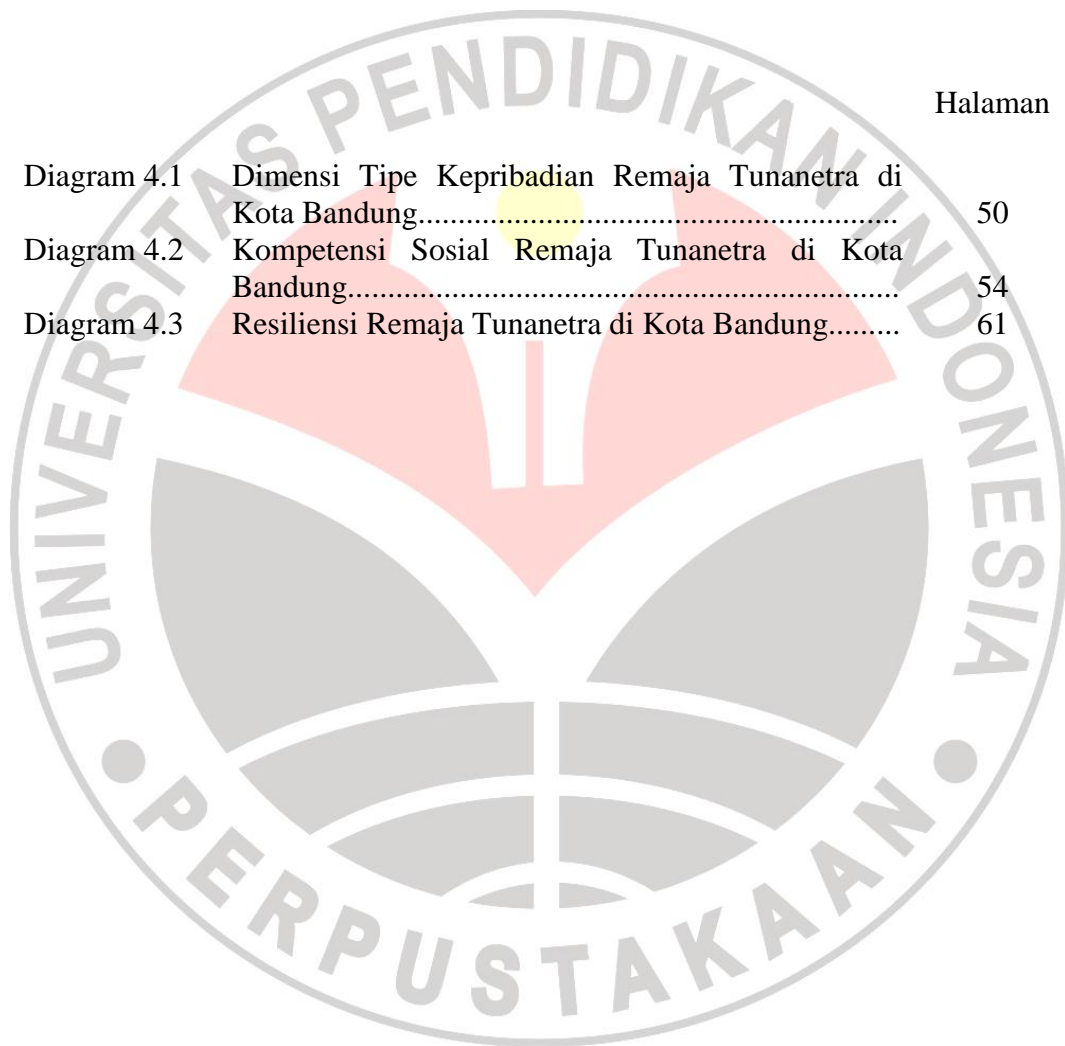 Halaman
Diagram 4.1 Dimensi Tipe Kepribadian Remaja Tunanetra di
Kota Bandung............................................................ 50
Diagram 4.2 Kompetensi Sosial Remaja Tunanetra di Kota
Bandung..................................................................... 54
Diagram 4.3 Resiliensi Remaja Tunanetra di Kota Bandung......... 61
UNIVERSITAS PENDIDIKAN INDONESIA
PERPUSTAKAAN